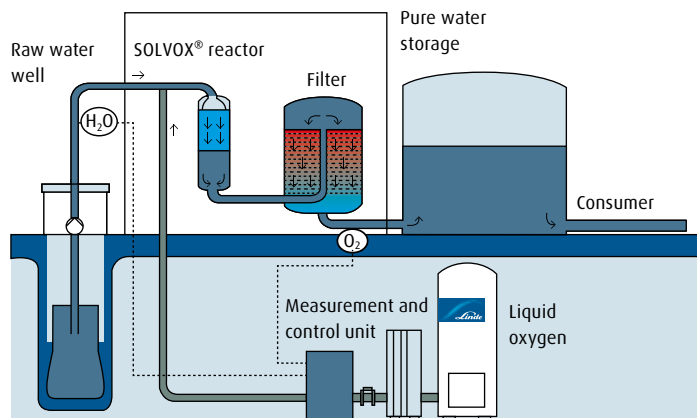 Raw water
well
SOLVOX® reactor
Filter
Pure water
storage
H₂O
Consumer
O₂
Measurement and
control unit
Linde
Liquid
oxygen